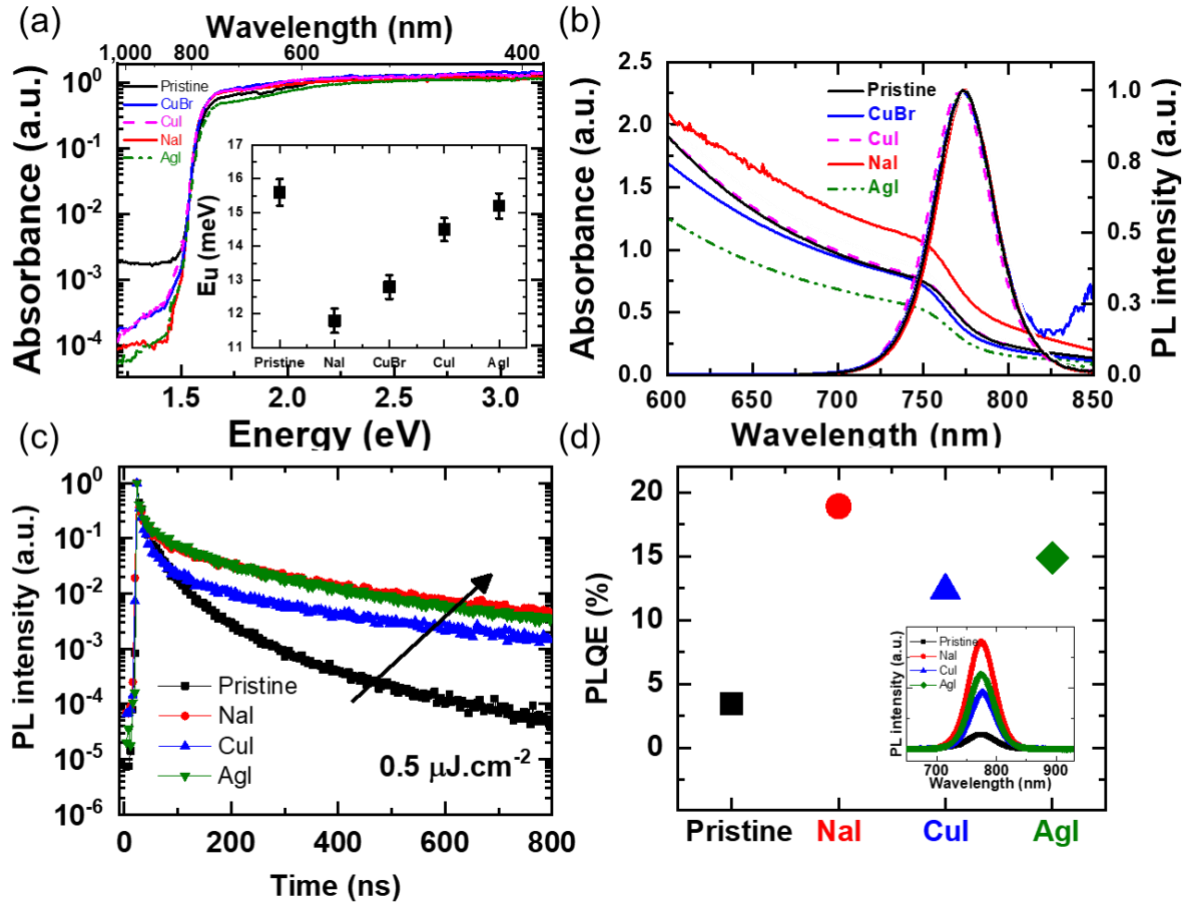 (a)
Wavelength (nm)
1,000 800 600 400
Absorbance (a.u.)
10^0
10^-1
10^-2
10^-3
10^-4
Pristine
CuBr
CuI
NaI
AgI
Eu (meV)
17
16
15
14
13
12
11
Pristine NaI CuBr CuI AgI
1.5 2.0 2.5 3.0
Energy (eV)
(b)
Absorbance (a.u.)
2.5
2.0
1.5
1.0
0.5
0.0
Pristine
CuBr
CuI
NaI
AgI
1.0
0.8
0.5
0.3
0.0
PL intensity (a.u.)
600 650 700 750 800 850
Wavelength (nm)
(c)
PL intensity (a.u.)
10^0
10^-1
10^-2
10^-3
10^-4
10^-5
10^-6
Pristine
NaI
CuI
AgI
0.5 μJ.cm^-2
0 200 400 600 800
Time (ns)
(d)
PLQE (%)
20
15
10
5
0
Pristine NaI CuI AgI
PL intensity (a.u.)
Pristine
NaI
CuI
AgI
700 800 900
Wavelength (nm)